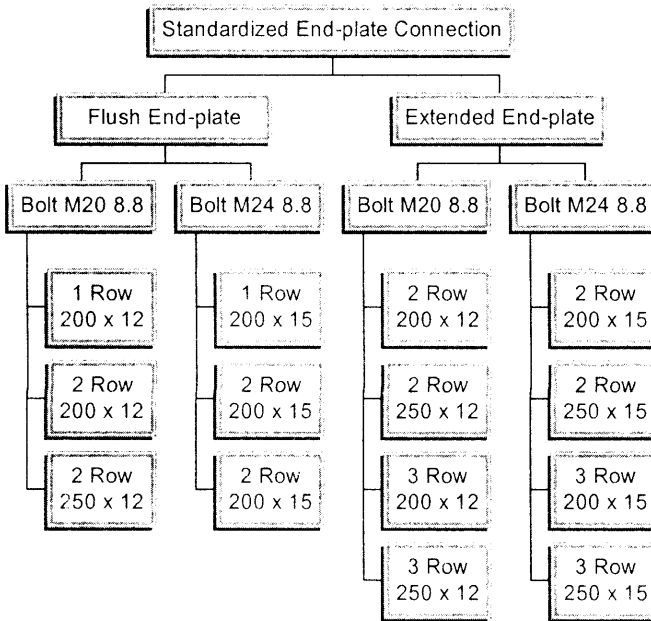 Standardized End-plate Connection
Flush End-plate
Extended End-plate
Bolt M20 8.8
Bolt M24 8.8
Bolt M20 8.8
Bolt M24 8.8
1 Row
200 x 12
2 Row
200 x 12
2 Row
250 x 12
1 Row
200 x 15
2 Row
200 x 15
2 Row
200 x 15
2 Row
200 x 12
2 Row
250 x 12
3 Row
200 x 12
3 Row
250 x 12
2 Row
200 x 15
2 Row
250 x 15
3 Row
200 x 15
3 Row
250 x 15